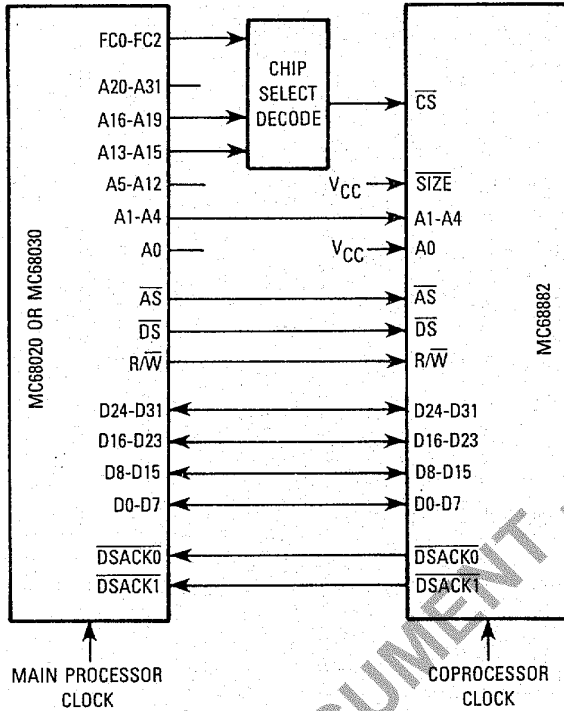 FC0-FC2
A20-A31
A16-A19
A13-A15
A5-A12
A1-A4
A0
AS
DS
R/W
D24-D31
D16-D23
D8-D15
D0-D7
DSACK0
DSACK1
MC68020 OR MC68030
CHIP
SELECT
DECODE
VCC
VCC
CS
SIZE
A1-A4
A0
AS
DS
R/W
D24-D31
D16-D23
D8-D15
D0-D7
DSACK0
DSACK1
MC68882
MAIN PROCESSOR
CLOCK
COPROCESSOR
CLOCK